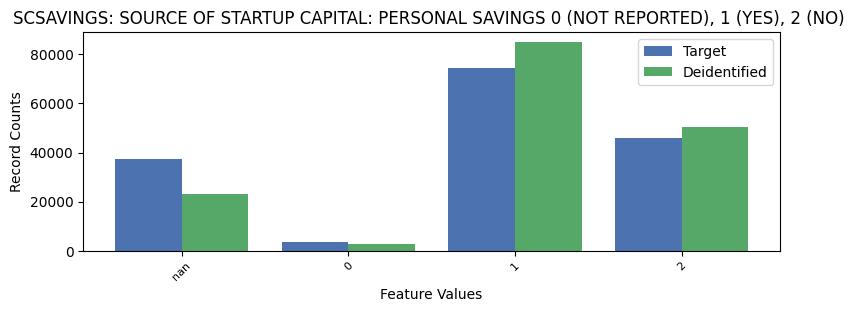 SCSAVINGS: SOURCE OF STARTUP CAPITAL: PERSONAL SAVINGS 0 (NOT REPORTED), 1 (YES), 2 (NO)
Target
Deidentified
Record Counts
80000
60000
40000
20000
0
nan
0
1
2
Feature Values